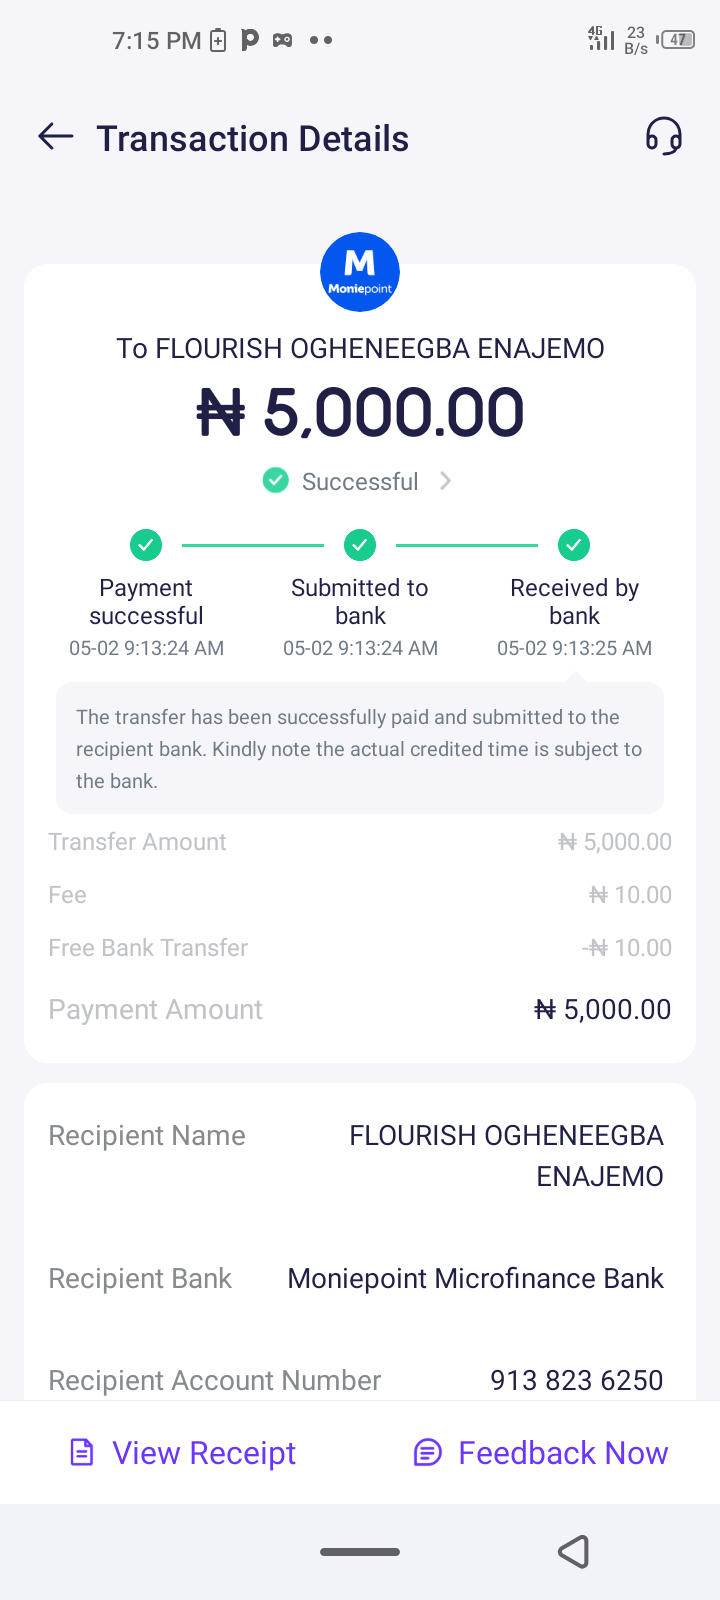 7:15 PM
4G
23
B/s
47
Transaction Details
M
Moniepoint
To FLOURISH OGHENEEGBA ENAJEMO
₦ 5,000.00
Successful
Payment
successful
05-02 9:13:24 AM
Submitted to
bank
05-02 9:13:24 AM
Received by
bank
05-02 9:13:25 AM
The transfer has been successfully paid and submitted to the
recipient bank. Kindly note the actual credited time is subject to
the bank.
Transfer Amount ₦ 5,000.00
Fee ₦ 10.00
Free Bank Transfer -₦ 10.00
Payment Amount ₦ 5,000.00
Recipient Name FLOURISH OGHENEEGBA
ENAJEMO
Recipient Bank Moniepoint Microfinance Bank
Recipient Account Number 913 823 6250
View Receipt
Feedback Now